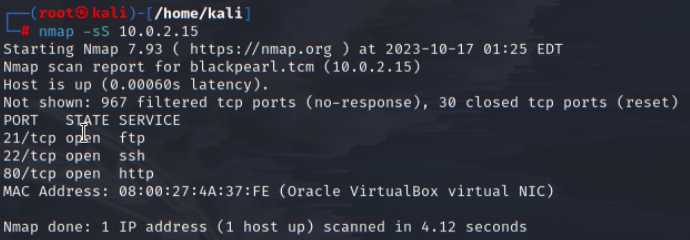 ┌──(root㉿kali)-[/home/kali]
└─# nmap -sS 10.0.2.15
Starting Nmap 7.93 ( https://nmap.org ) at 2023-10-17 01:25 EDT
Nmap scan report for blackpearl.tcm (10.0.2.15)
Host is up (0.00060s latency).
Not shown: 967 filtered tcp ports (no-response), 30 closed tcp ports (reset)
PORT   STATE SERVICE
21/tcp open  ftp
22/tcp open  ssh
80/tcp open  http
MAC Address: 08:00:27:4A:37:FE (Oracle VirtualBox virtual NIC)
Nmap done: 1 IP address (1 host up) scanned in 4.12 seconds